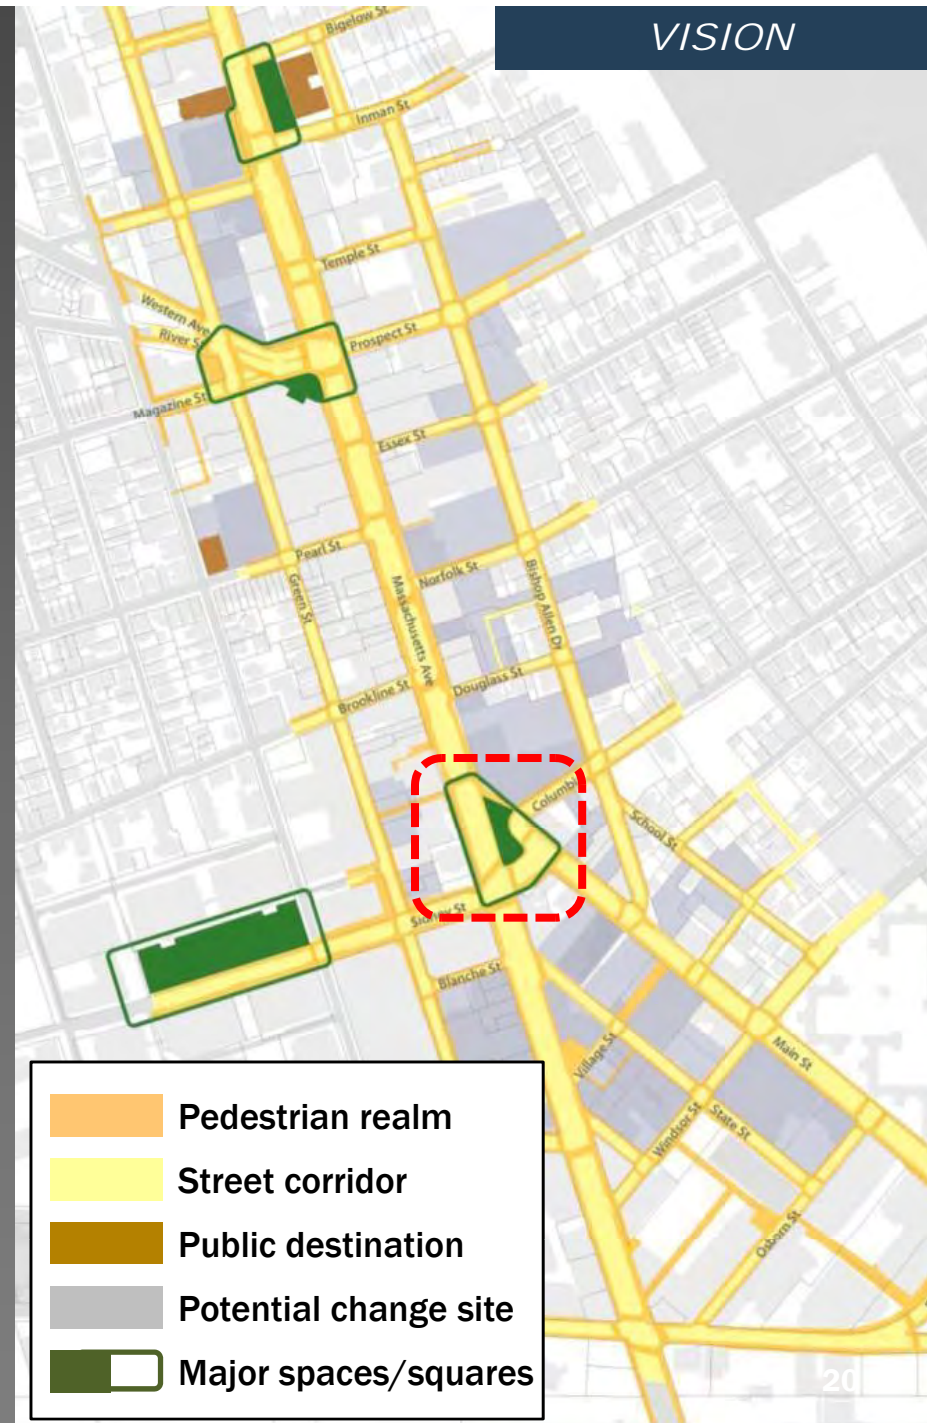 VISION
Bigelow St
Inman St
Temple St
Western Ave
River St
Prospect St
Magazine St
Essex St
Pearl St
Norfolk St
Green St
Massachusetts Ave
Bishop Allen Dr
Brookline St
Douglass St
Columbia
School St
Sidney St
Blanche St
Village St
Main St
Windsor St
State St
Osborn St
Pedestrian realm
Street corridor
Public destination
Potential change site
Major spaces/squares
20